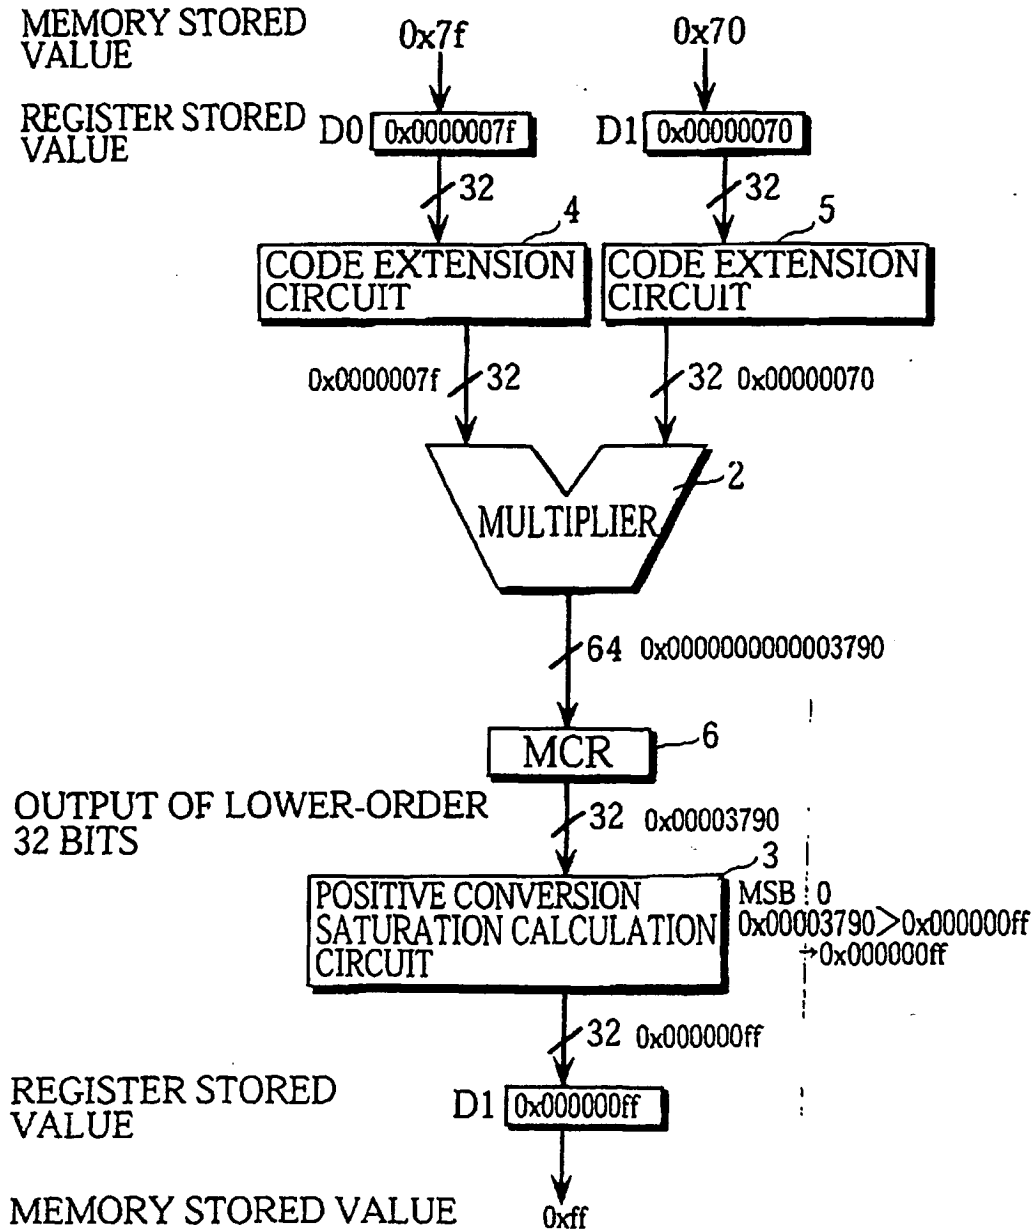 MEMORY STORED
VALUE
0x7f
0x70
REGISTER STORED
VALUE
D0 0x0000007f
D1 0x00000070
32
32
4
5
CODE EXTENSION
CIRCUIT
CODE EXTENSION
CIRCUIT
0x0000007f 32
32 0x00000070
2
MULTIPLIER
64 0x0000000000003790
MCR
6
OUTPUT OF LOWER-ORDER
32 BITS
32 0x00003790
3
POSITIVE CONVERSION
SATURATION CALCULATION
CIRCUIT
MSB 0
0x00003790>0x000000ff
→0x000000ff
32 0x000000ff
REGISTER STORED
VALUE
D1 0x000000ff
MEMORY STORED VALUE
0xff